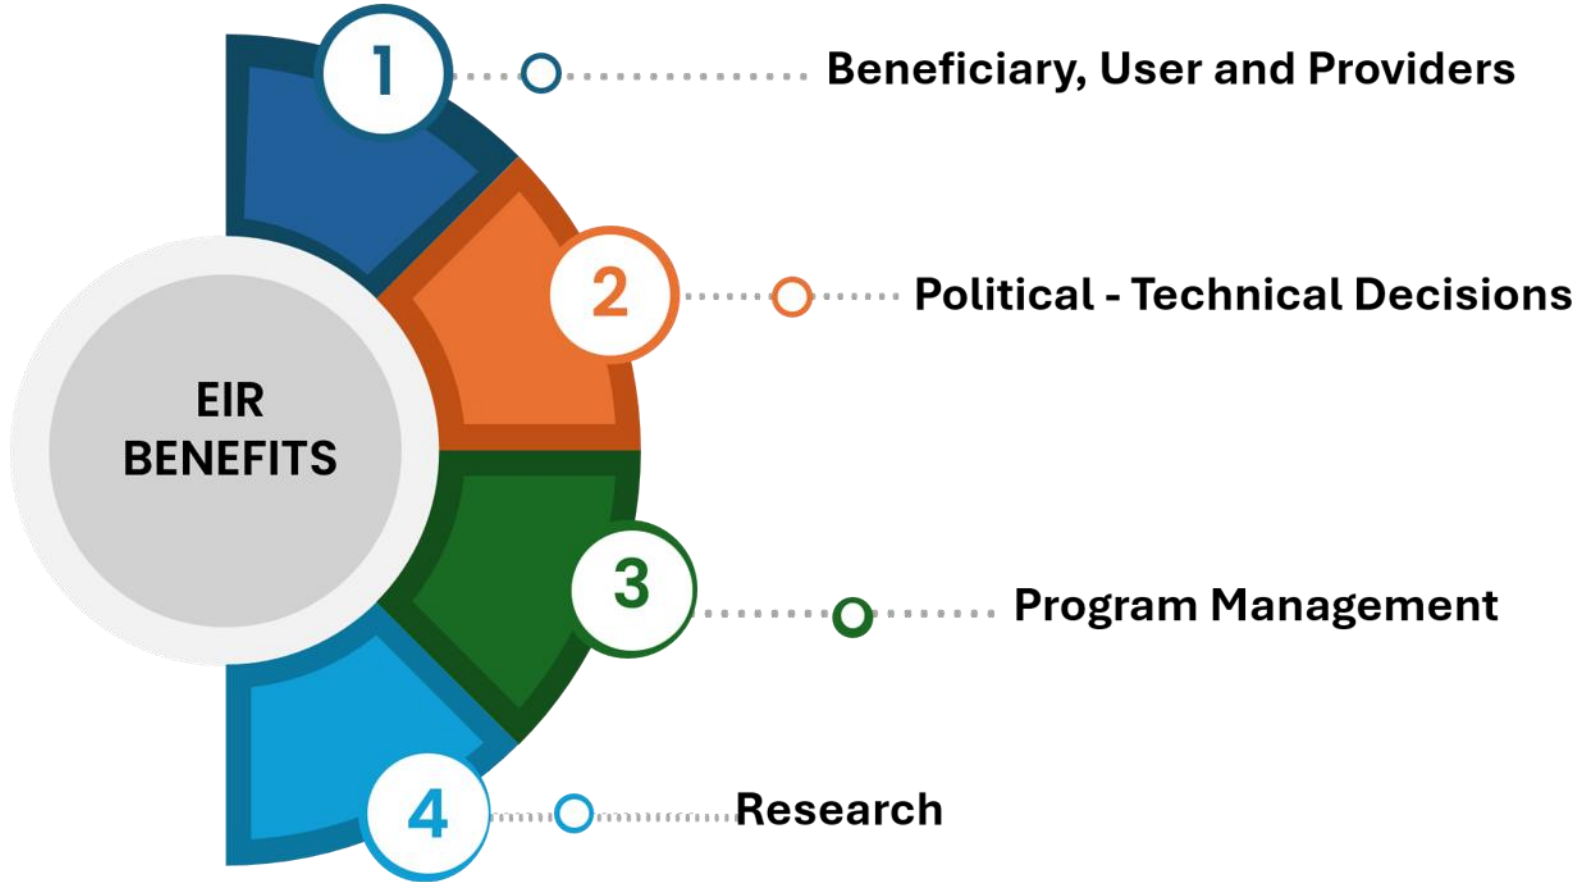 EIR
BENEFITS
1
Beneficiary, User and Providers
2
Political - Technical Decisions
3
Program Management
4
Research